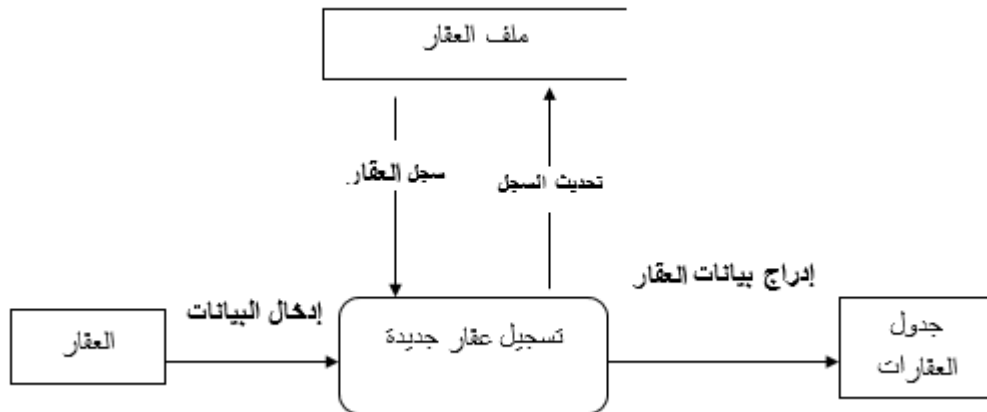 ملف العقار
سجل العقار
تحديث السجل
إدراج بيانات العقار
إدخال البيانات
العقار
تسجيل عقار جديدة
جدول
العقارات